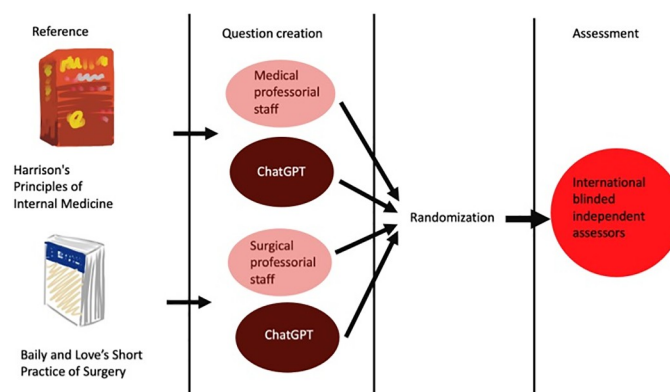 Reference
Question creation
Assessment
Medical
professorial
staff
ChatGPT
Harrison's
Principles of
Internal Medicine
Randomization
International
blinded
independent
assessors
Surgical
professorial
staff
ChatGPT
Baily and Love's Short
Practice of Surgery